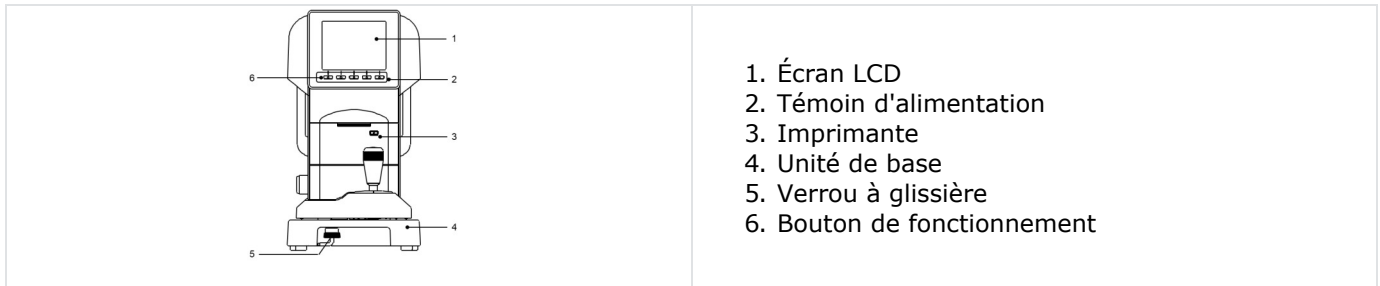 1
6
2
3
4
5
1. Écran LCD
2. Témoin d'alimentation
3. Imprimante
4. Unité de base
5. Verrou à glissière
6. Bouton de fonctionnement